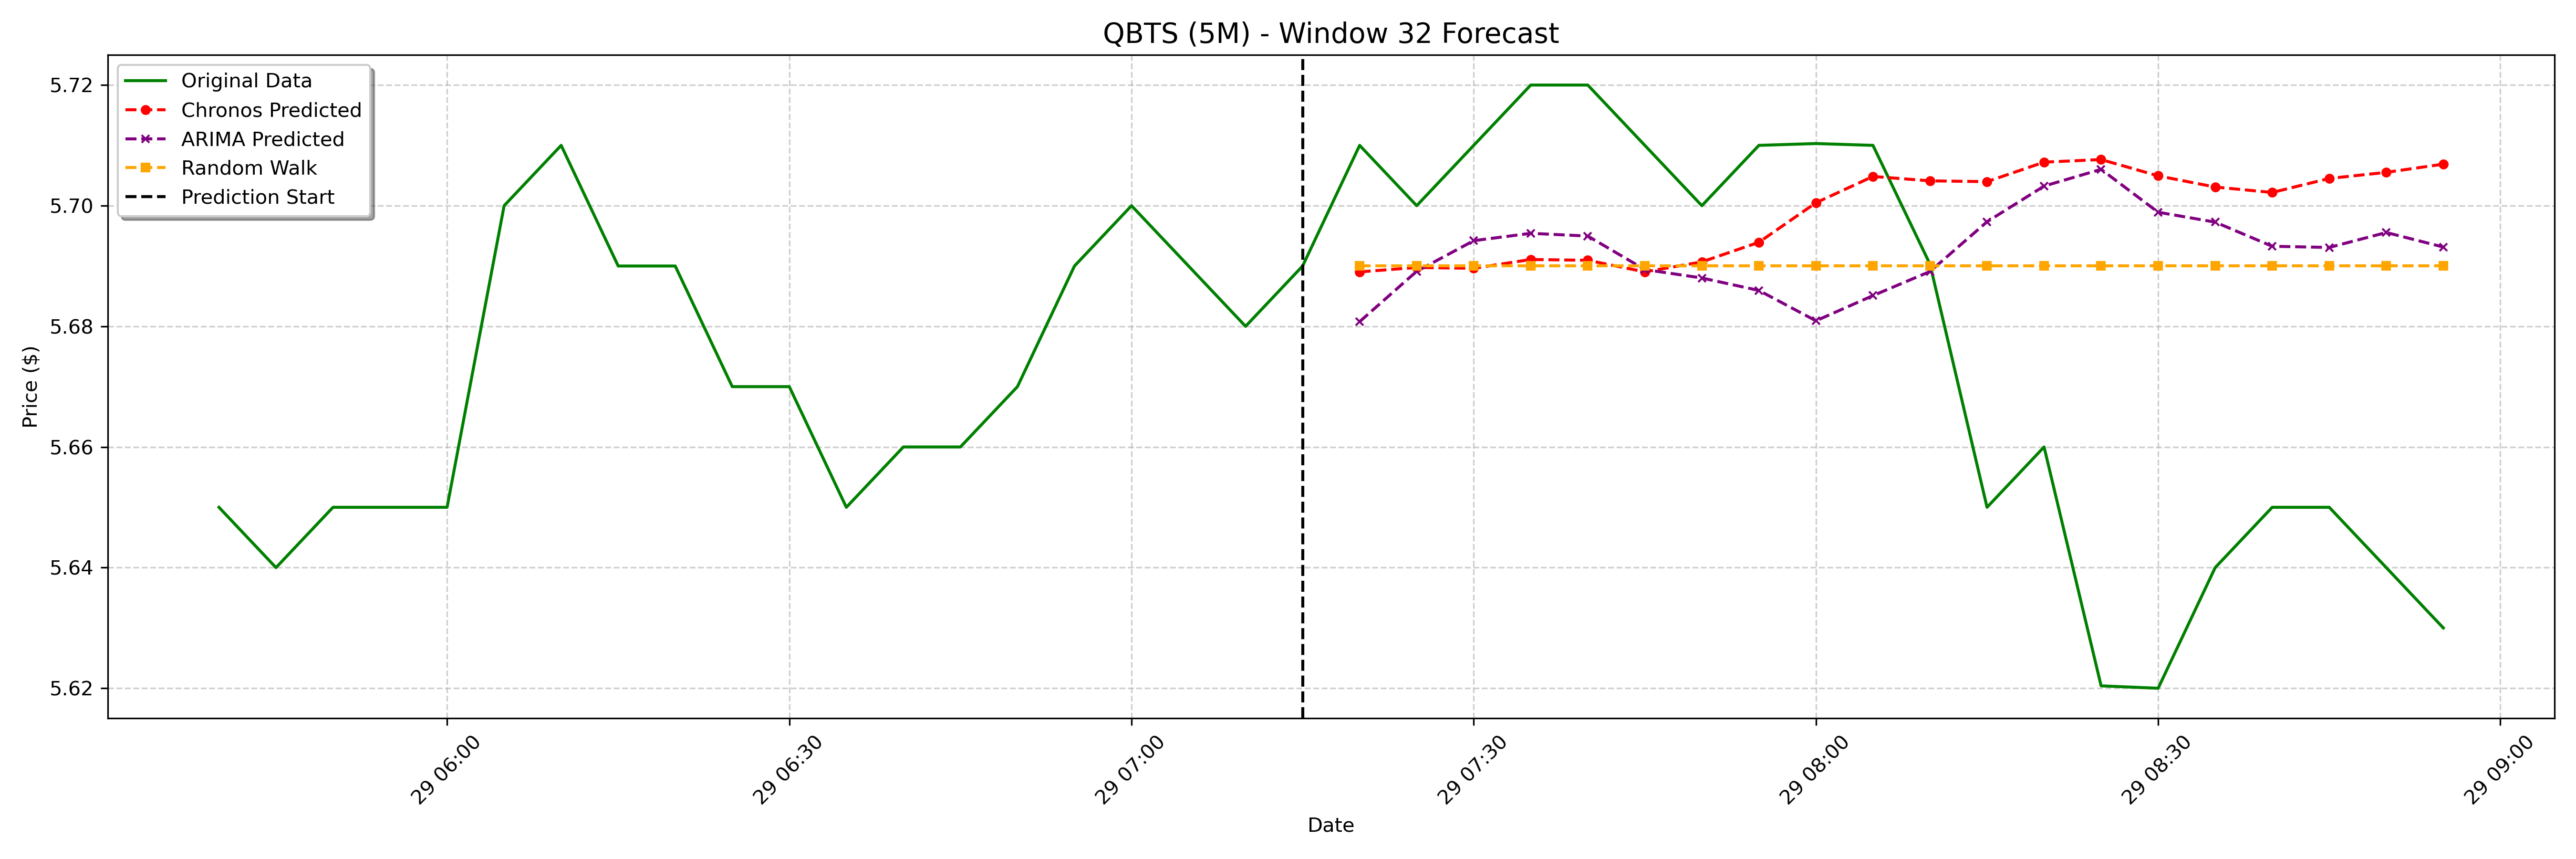 QBTS (5M) - Window 32 Forecast
Original Data
Chronos Predicted
ARIMA Predicted
Random Walk
Prediction Start
Price ($)
5.72
5.70
5.68
5.66
5.64
5.62
29 06:00
29 06:30
29 07:00
29 07:30
29 08:00
29 08:30
29 09:00
Date